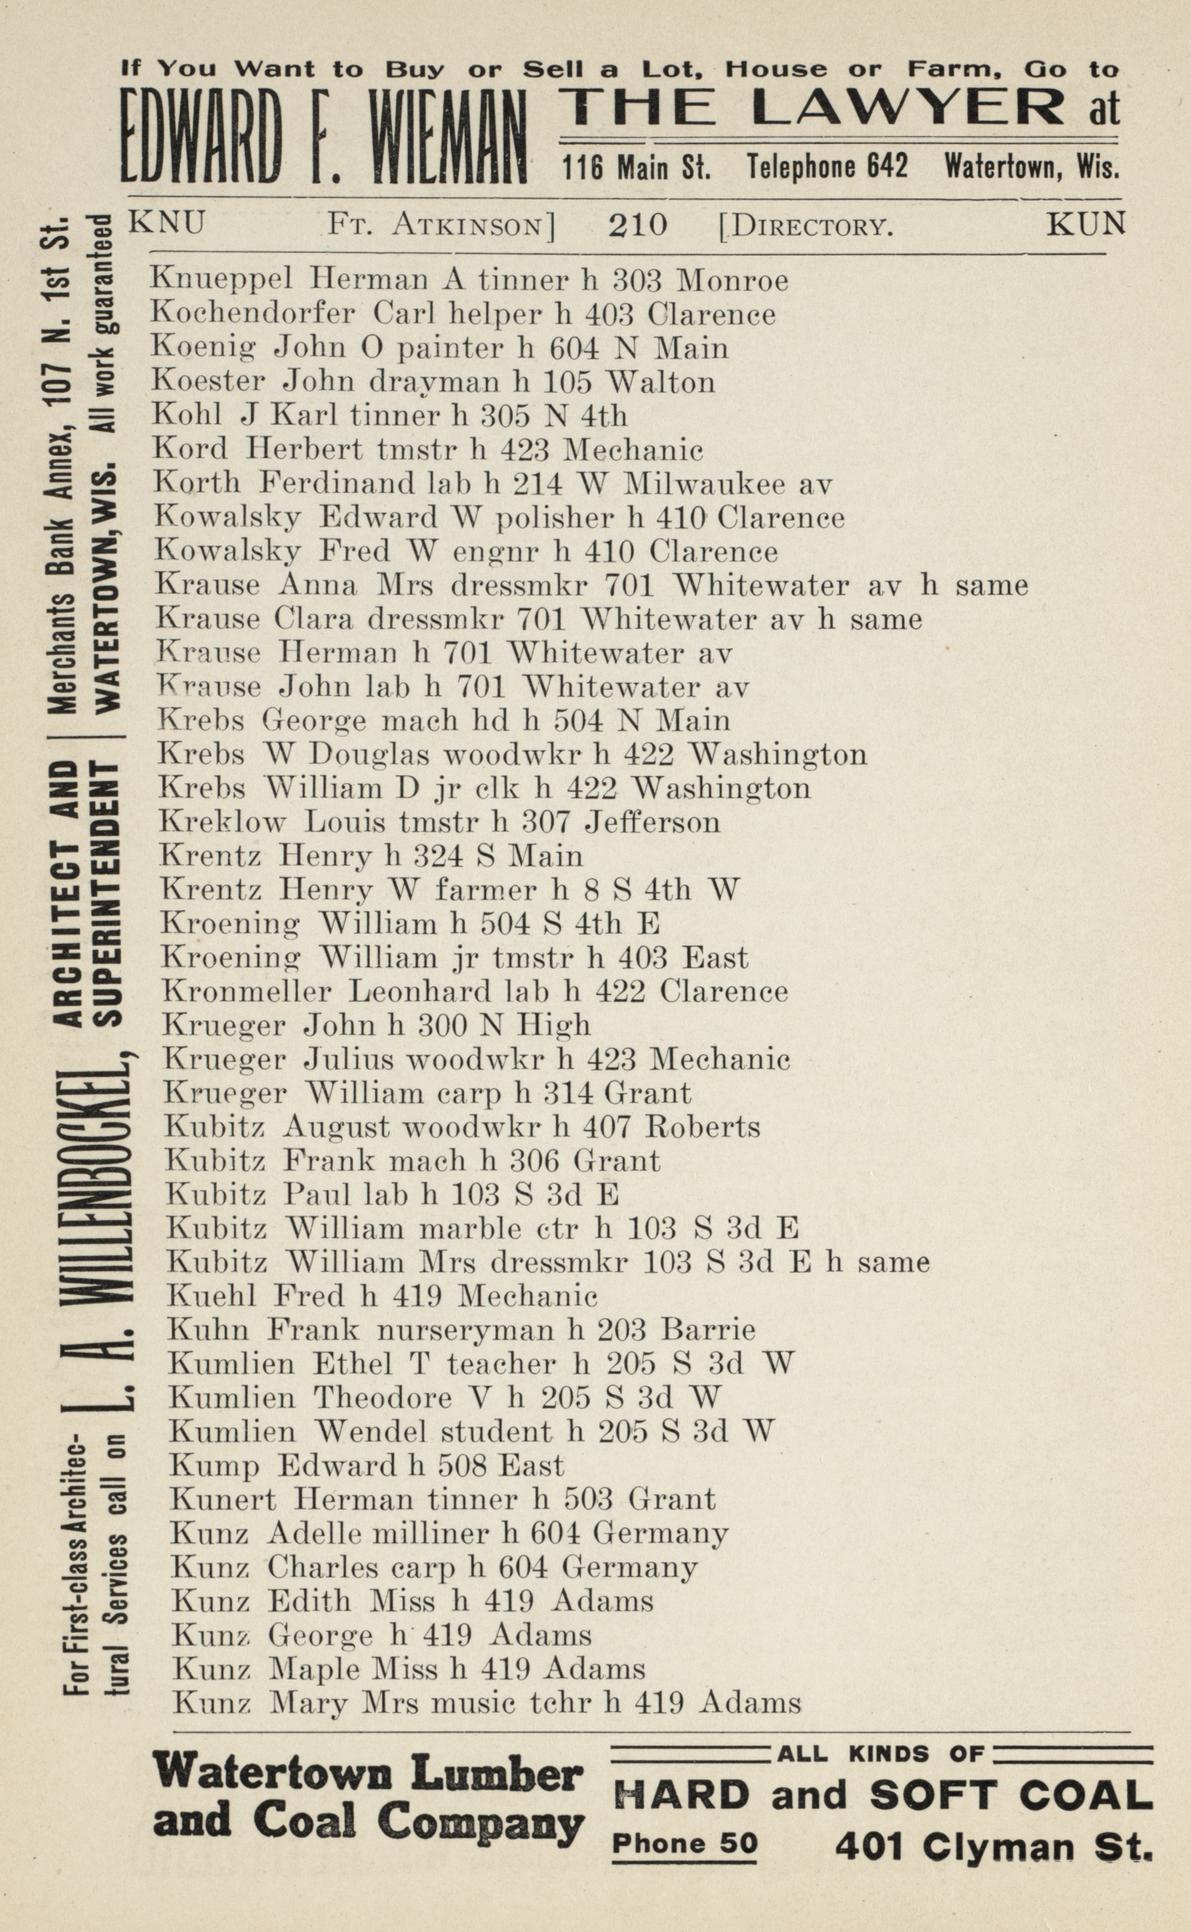 If You Want to Buy or Sell a Lot, House or Farm, Go to
EDWARD F. WIEMAN THE LAWYER at
116 Main St. Telephone 642 Watertown, Wis.
KNU FT. ATKINSON] 210 [DIRECTORY. KUN
Knueppel Herman A tinner h 303 Monroe
Kochendorfer Carl helper h 403 Clarence
Koenig John O painter h 604 N Main
Koester John drayman h 105 Walton
Kohl J Karl tinner h 305 N 4th
Kord Herbert tmstr h 423 Mechanic
Korth Ferdinand lab h 214 W Milwaukee av
Kowalsky Edward W polisher h 410 Clarence
Kowalsky Fred W engnr h 410 Clarence
Krause Anna Mrs dressmkr 701 Whitewater av h same
Krause Clara dressmkr 701 Whitewater av h same
Krause Herman h 701 Whitewater av
Krause John lab h 701 Whitewater av
Krebs George mach hd h 504 N Main
Krebs W Douglas woodwkr h 422 Washington
Krebs William D jr clk h 422 Washington
Kreklow Louis tmstr h 307 Jefferson
Krentz Henry h 324 S Main
Krentz Henry W farmer h 8 S 4th W
Kroening William h 504 S 4th E
Kroening William jr tmstr h 403 East
Kronmeller Leonhard lab h 422 Clarence
Krueger John h 300 N High
Krueger Julius woodwkr h 423 Mechanic
Krueger William carp h 314 Grant
Kubitz August woodwkr h 407 Roberts
Kubitz Frank mach h 306 Grant
Kubitz Paul lab h 103 S 3d E
Kubitz William marble ctr h 103 S 3d E
Kubitz William Mrs dressmkr 103 S 3d E h same
Kuehl Fred h 419 Mechanic
Kuhn Frank nurseryman h 203 Barrie
Kumlien Ethel T teacher h 205 S 3d W
Kumlien Theodore V h 205 S 3d W
Kumlien Wendel student h 205 S 3d W
Kump Edward h 508 East
Kunert Herman tinner h 503 Grant
Kunz Adelle milliner h 604 Germany
Kunz Charles carp h 604 Germany
Kunz Edith Miss h 419 Adams
Kunz George h 419 Adams
Kunz Maple Miss h 419 Adams
Kunz Mary Mrs music tchr h 419 Adams
For First-class Architec-
tural Services call on
L. A. WILLENBOCKEL,
ARCHITECT AND
SUPERINTENDENT
Merchants Bank Annex, 107 N. 1st St.
WATERTOWN, WIS. All work guaranteed
Watertown Lumber
and Coal Company
ALL KINDS OF
HARD and SOFT COAL
Phone 50 401 Clyman St.